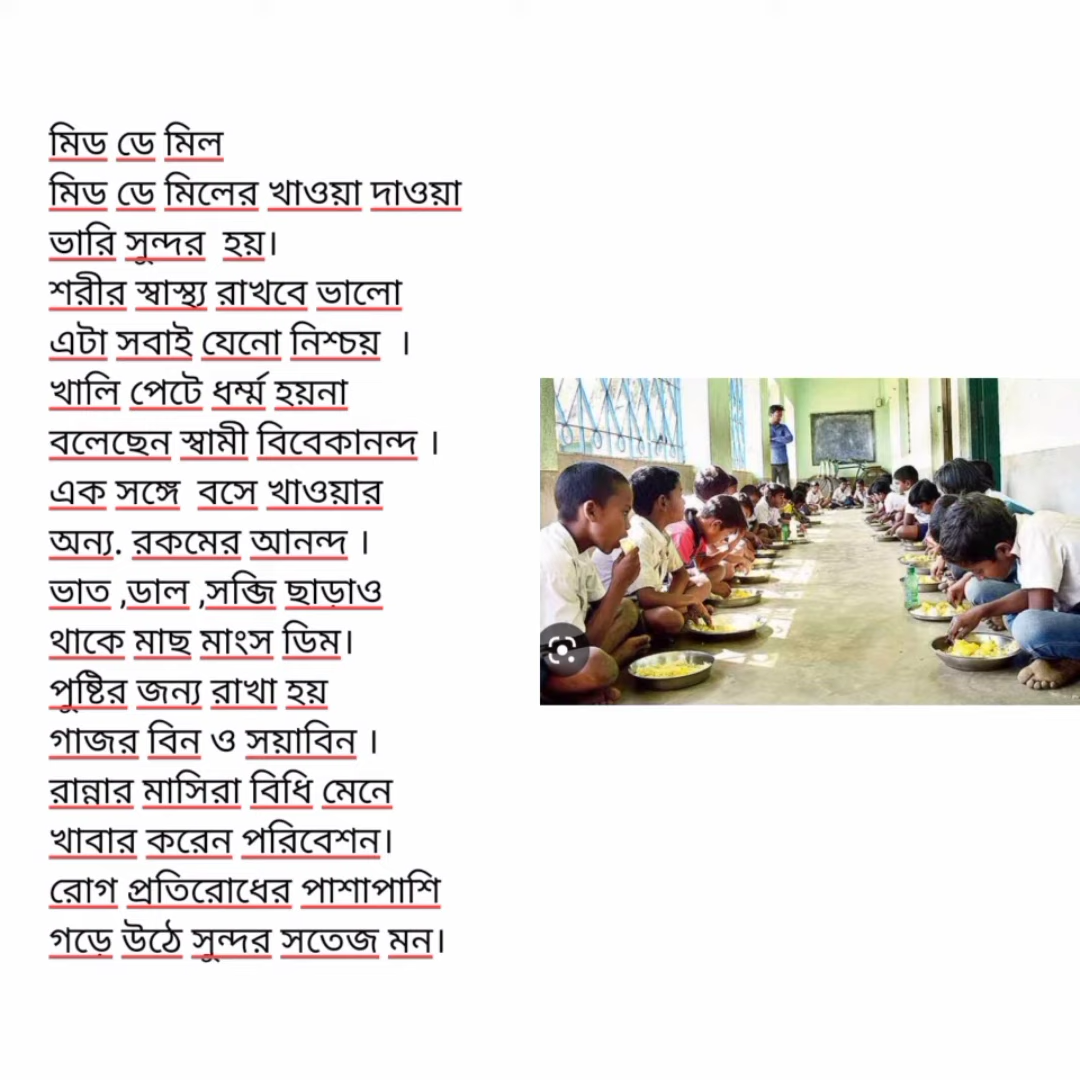 মিড ডে মিল
মিড ডে মিলের খাওয়া দাওয়া
ভারি সুন্দর  হয়।
শরীর স্বাস্থ্য রাখবে ভালো
এটা সবাই যেনো নিশ্চয়  ।
খালি পেটে ধর্ম্ম হয়না
বলেছেন স্বামী বিবেকানন্দ ।
এক সঙ্গে  বসে খাওয়ার
অন্য. রকমের আনন্দ ।
ভাত ,ডাল ,সব্জি ছাড়াও
থাকে মাছ মাংস ডিম।
পুষ্টির জন্য রাখা হয়
গাজর বিন ও সয়াবিন ।
রান্নার মাসিরা বিধি মেনে
খাবার করেন পরিবেশন।
রোগ প্রতিরোধের পাশাপাশি
গড়ে উঠে সুন্দর সতেজ মন।